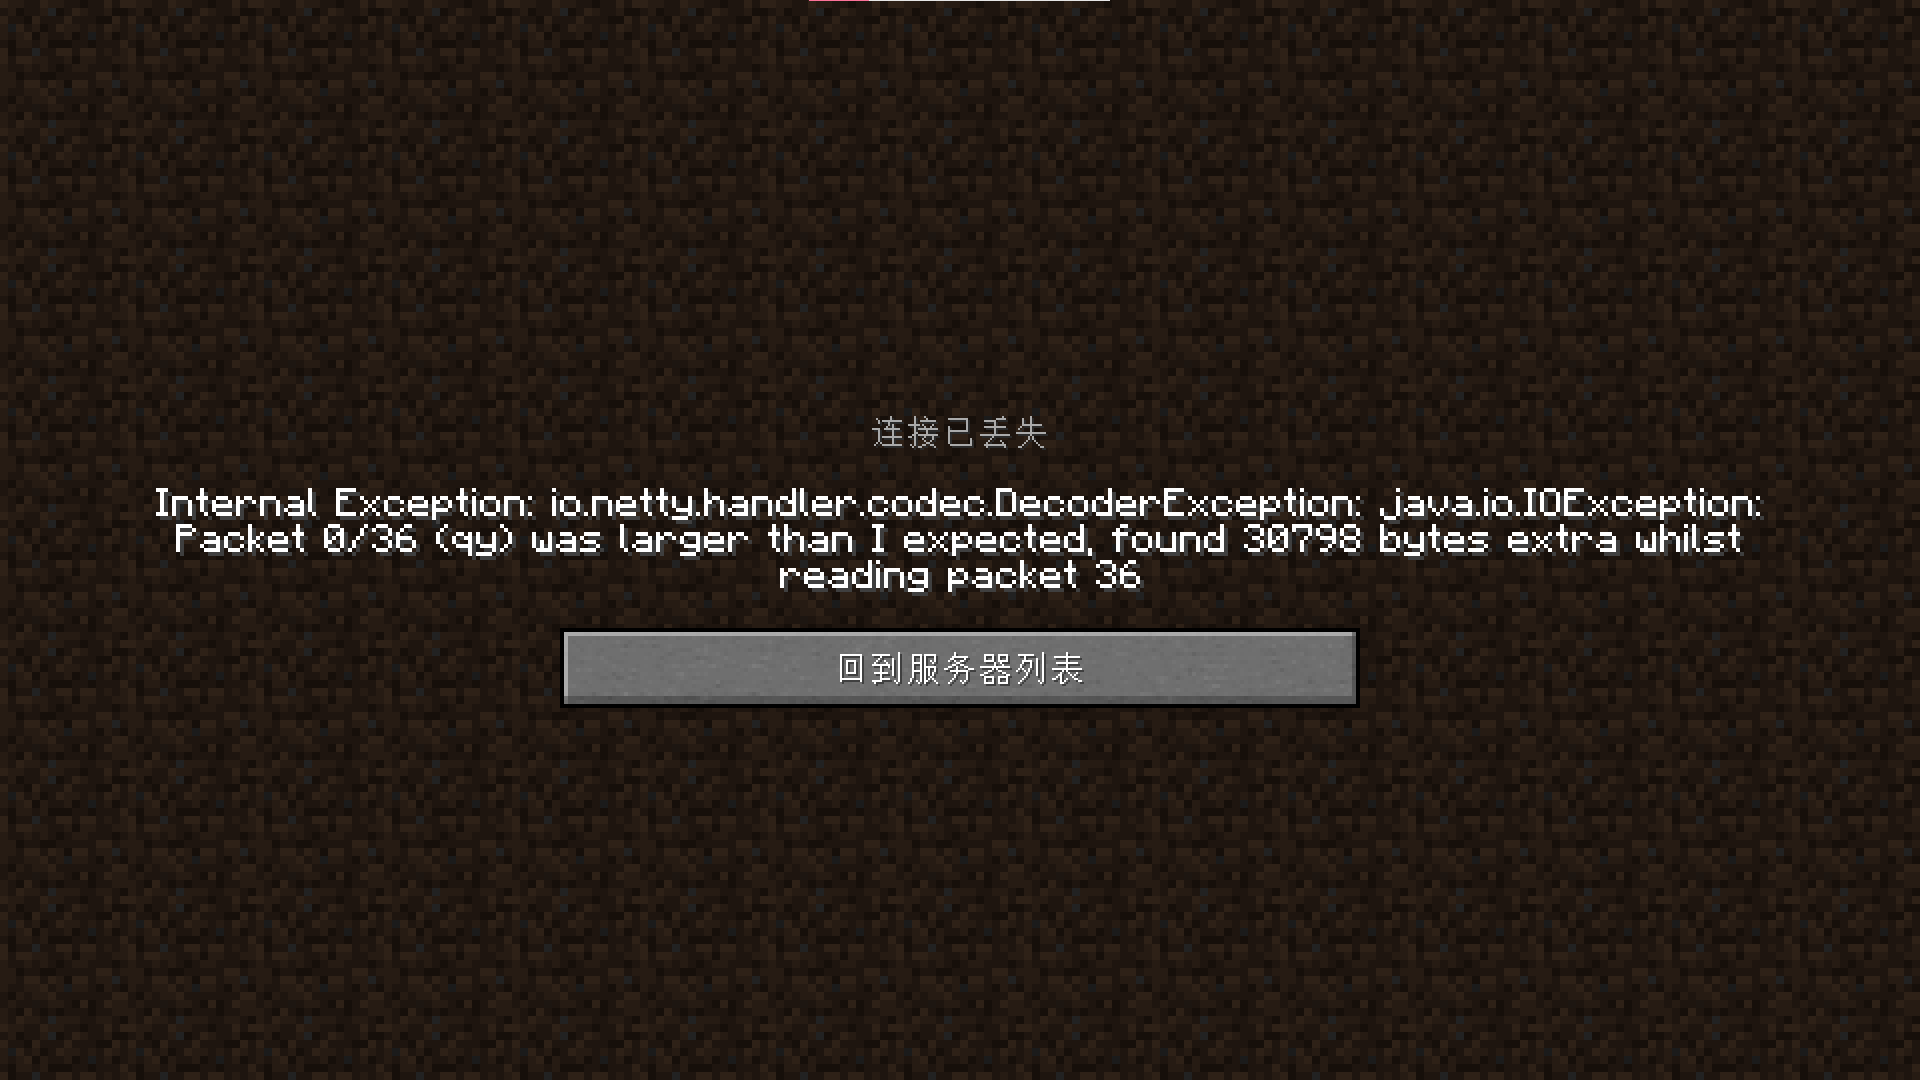 连接已丢失
Internal Exception: io.netty.handler.codec.DecoderException: java.io.IOException:
Packet 0/36 (qy) was larger than I expected, found 30798 bytes extra whilst
reading packet 36
回到服务器列表